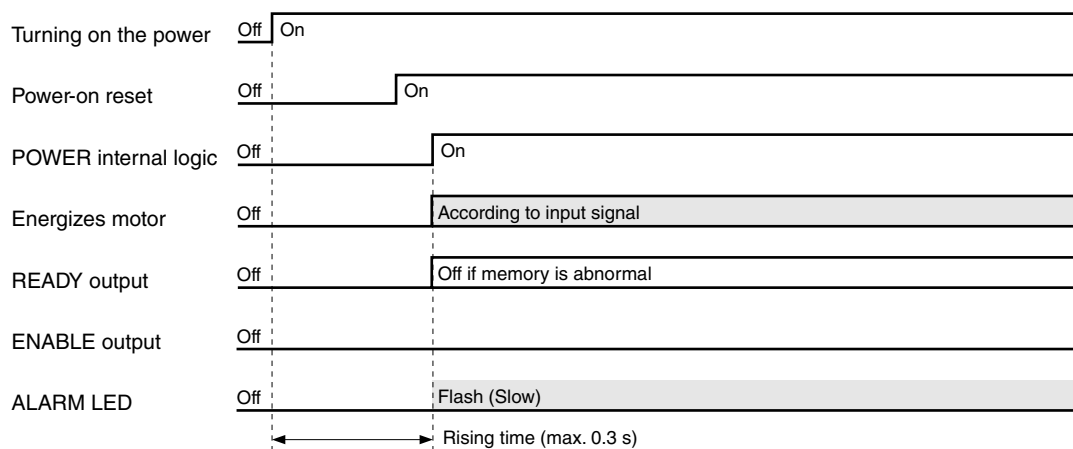 Turning on the power Off On
Power-on reset Off On
POWER internal logic Off On
Energizes motor Off According to input signal
READY output Off Off if memory is abnormal
ENABLE output Off
ALARM LED Off Flash (Slow)
Rising time (max. 0.3 s)